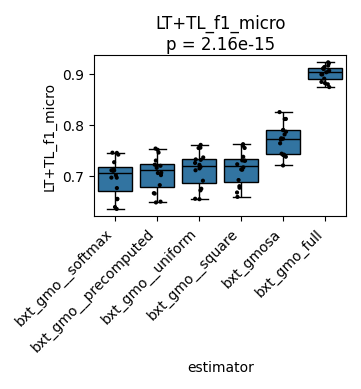 LT+TL_f1_micro
p = 2.16e-15
LT+TL_f1_micro
0.9
0.8
0.7
bxt_gmo__softmax
bxt_gmo__precomputed
bxt_gmo__uniform
bxt_gmo__square
bxt_gmosa
bxt_gmo_full
estimator